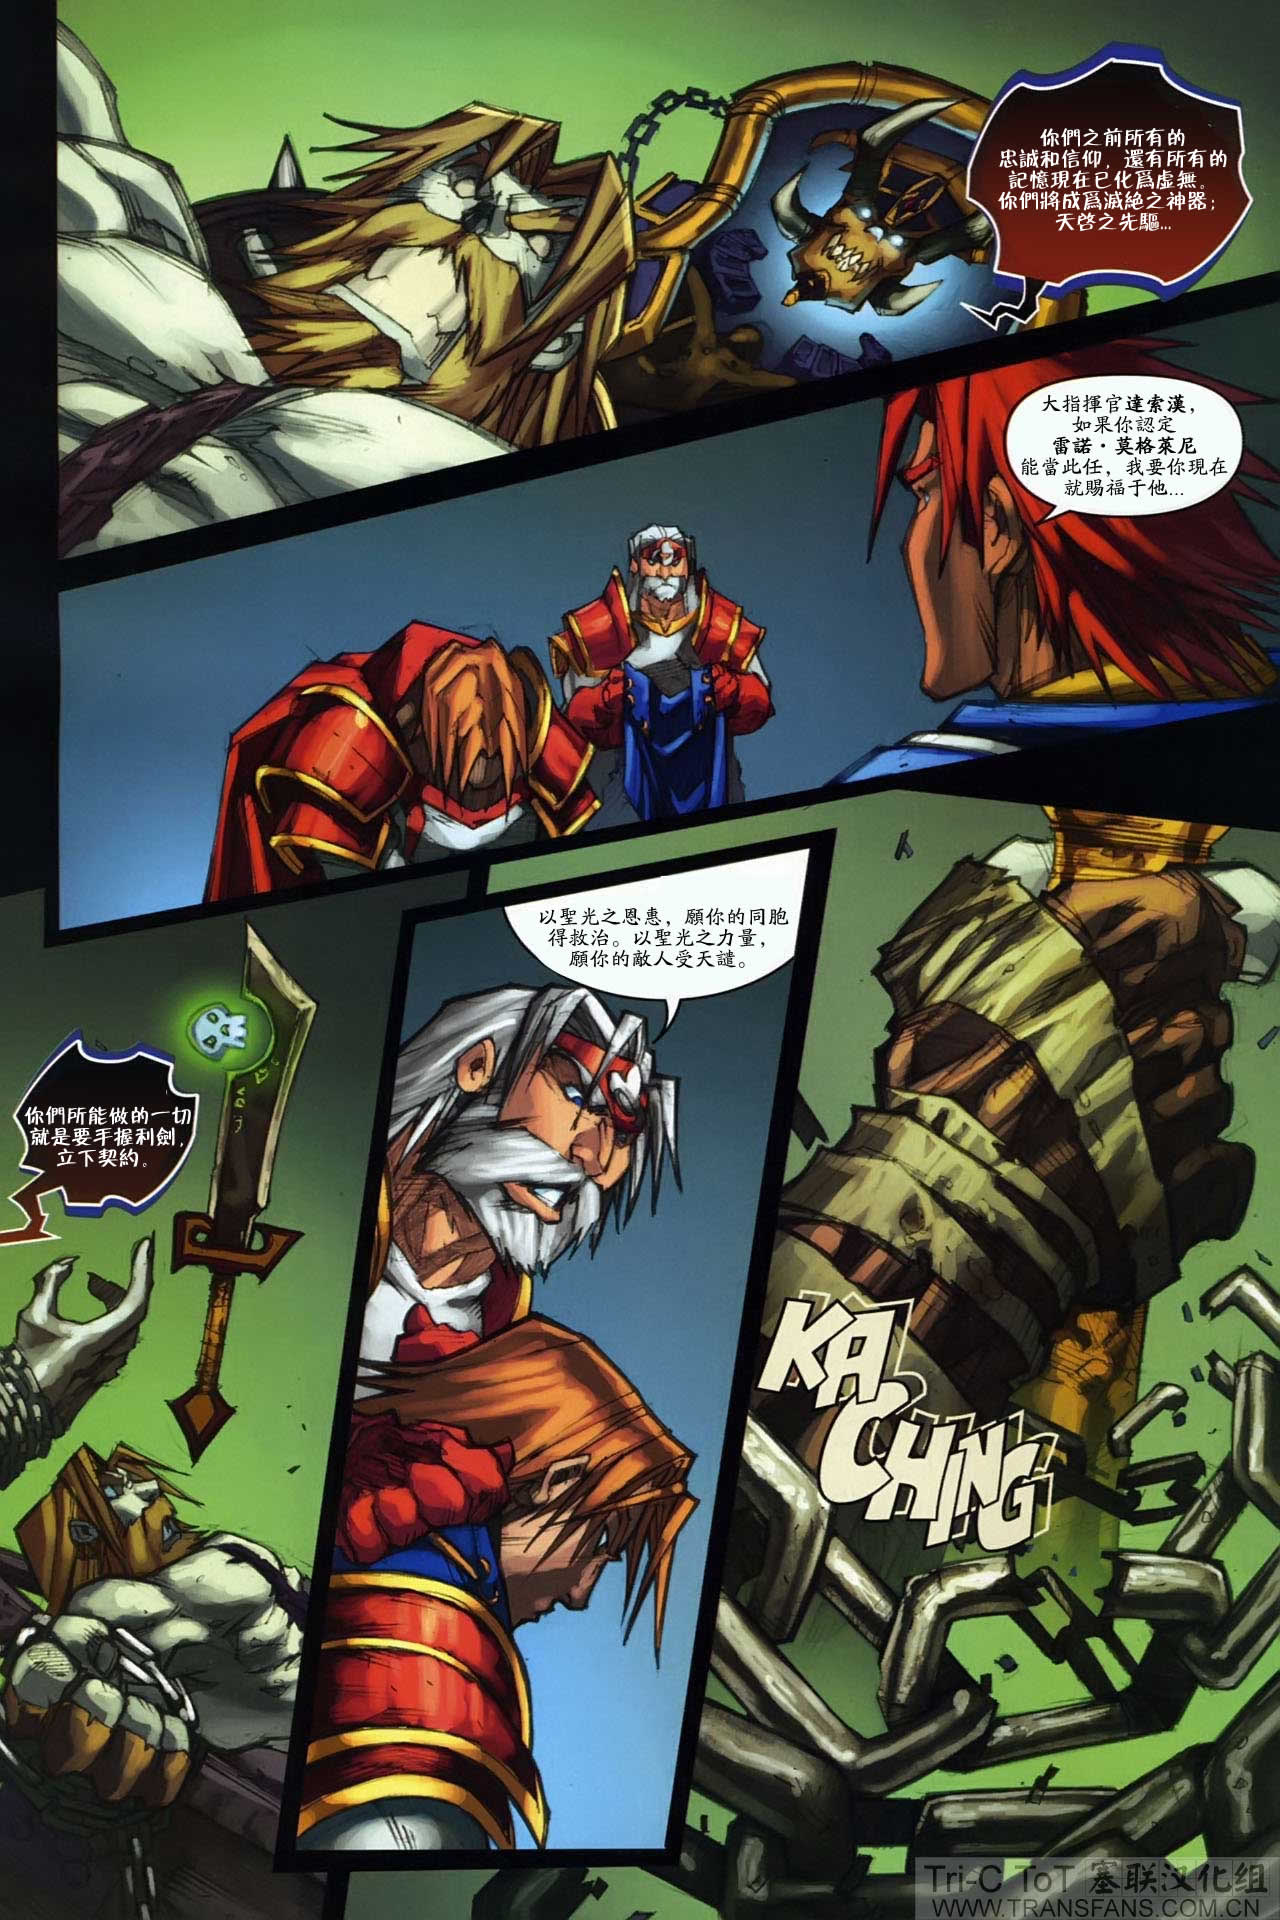 你們之前所有的
忠誠和信仰，還有所有的
記憶現在已化爲虛無。
你們將成爲滅絕之神器；
天啓之先驅...
大指揮官達索漢，
如果你認定
雷諾·莫格萊尼
能當此任，我要你現在
就賜福于他...
你們所能做的一切
就是要手握利劍，
立下契約。
以聖光之恩惠，願你的同胞
得救治。以聖光之力量，
願你的敵人受天譴。
KA
CHING
Tri-C ToT 塞联汉化组
WWW.TRANSFANS.COM.CN